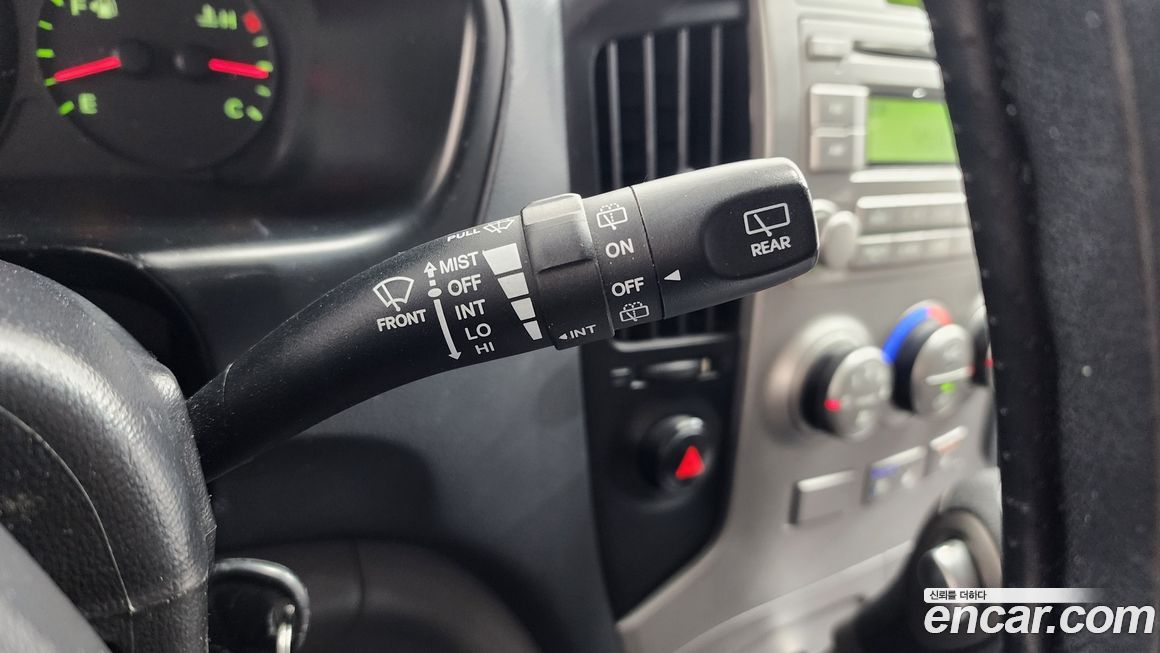 F
H
E
C
PULL
MIST
OFF
INT
LO
HI
FRONT
INT
ON
OFF
REAR
신뢰를 더하다
encar.com